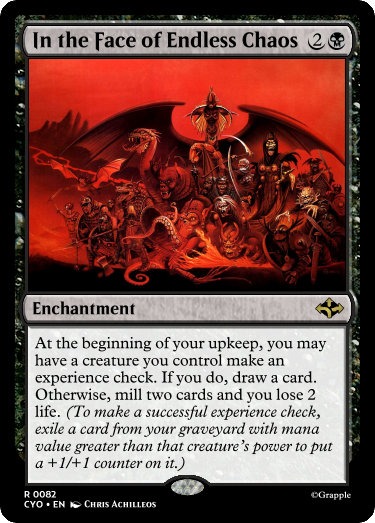 In the Face of Endless Chaos 2
Enchantment
At the beginning of your upkeep, you may
have a creature you control make an
experience check. If you do, draw a card.
Otherwise, mill two cards and you lose 2
life. (To make a successful experience check,
exile a card from your graveyard with mana
value greater than that creature's power to put
a +1/+1 counter on it.)
R 0082
CYO • EN Chris Achilleos
©Grapple